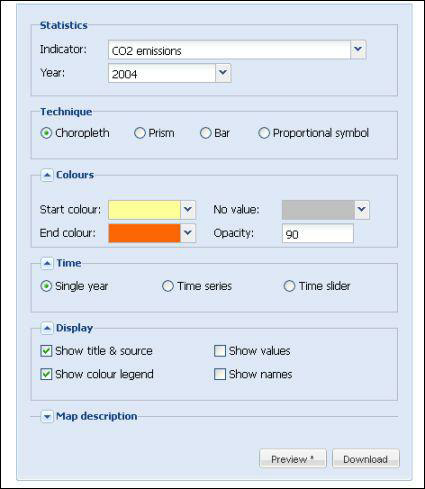 Statistics
Indicator: CO2 emissions
Year: 2004
Technique
Choropleth Prism Bar Proportional symbol
Colours
Start colour: No value:
End colour: Opacity: 90
Time
Single year Time series Time slider
Display
Show title & source Show values
Show colour legend Show names
Map description
Preview * Download